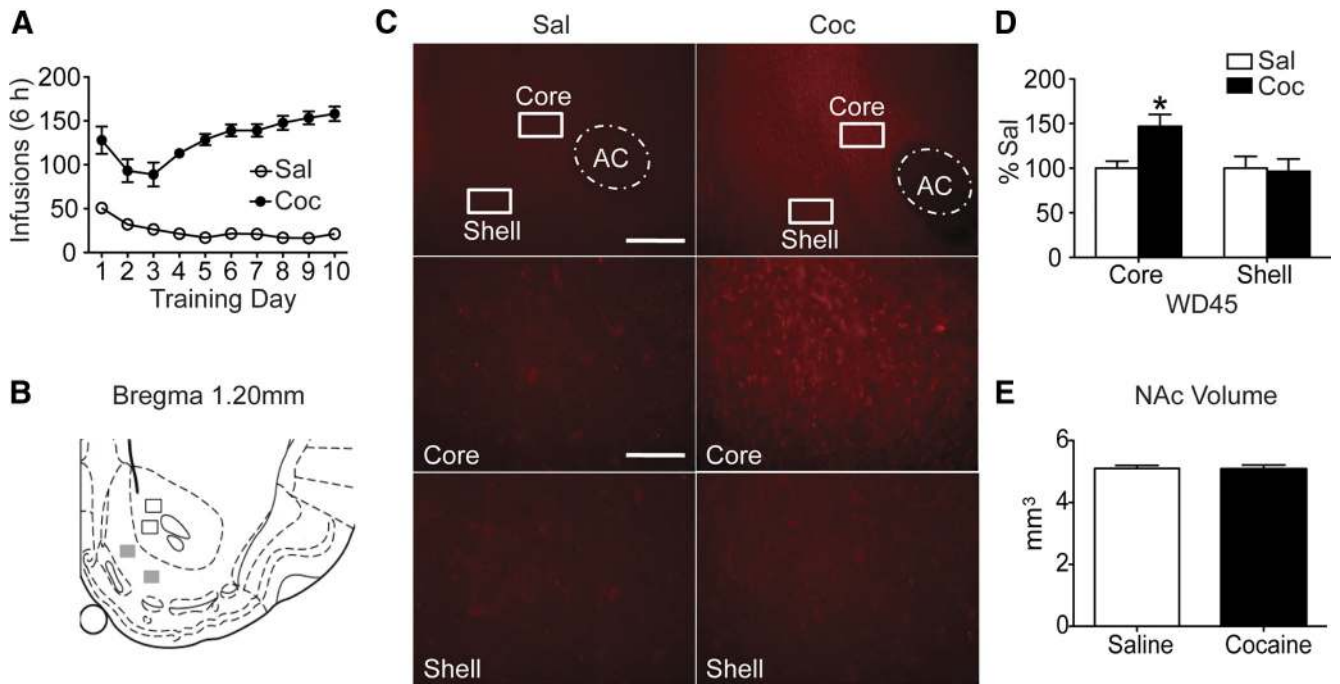 A
Infusions (6 h)
200
150
100
50
0
Sal
Coc
1 2 3 4 5 6 7 8 9 10
Training Day
B
Bregma 1.20mm
C
Sal
Coc
Core
AC
Shell
Core
AC
Shell
Core
Core
Shell
Shell
D
Sal
Coc
% Sal
200
150
100
50
0
*
Core
Shell
WD45
E
NAc Volume
mm³
6
4
2
0
Saline
Cocaine